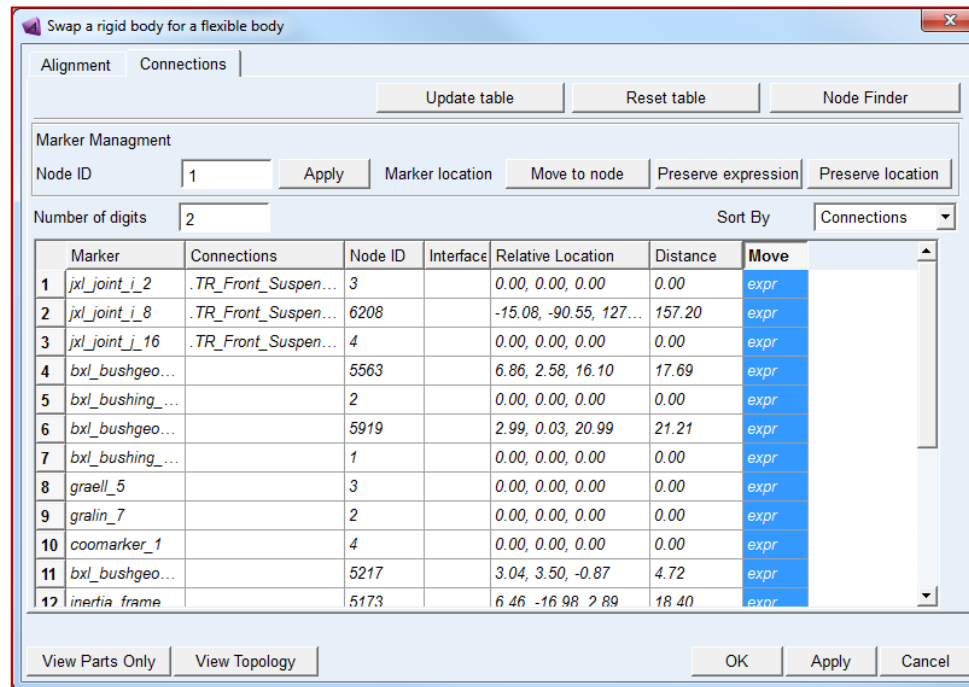 Swap a rigid body for a flexible body
Alignment Connections
Update table Reset table Node Finder
Marker Managment
Node ID 1 Apply Marker location Move to node Preserve expression Preserve location
Number of digits 2 Sort By Connections
Marker Connections Node ID Interface Relative Location Distance Move
1 jxl_joint_i_2 .TR_Front_Suspen... 3 0.00, 0.00, 0.00 0.00 expr
2 jxl_joint_i_8 .TR_Front_Suspen... 6208 -15.08, -90.55, 127... 157.20 expr
3 jxl_joint_j_16 .TR_Front_Suspen... 4 0.00, 0.00, 0.00 0.00 expr
4 bxl_bushgeo... 5563 6.86, 2.58, 16.10 17.69 expr
5 bxl_bushing_... 2 0.00, 0.00, 0.00 0.00 expr
6 bxl_bushgeo... 5919 2.99, 0.03, 20.99 21.21 expr
7 bxl_bushing_... 1 0.00, 0.00, 0.00 0.00 expr
8 graell_5 3 0.00, 0.00, 0.00 0.00 expr
9 gralin_7 2 0.00, 0.00, 0.00 0.00 expr
10 coomarker_1 4 0.00, 0.00, 0.00 0.00 expr
11 bxl_bushgeo... 5217 3.04, 3.50, -0.87 4.72 expr
12 inertia_frame 5173 6.46, -16.98, 2.89 18.40 expr
View Parts Only View Topology OK Apply Cancel